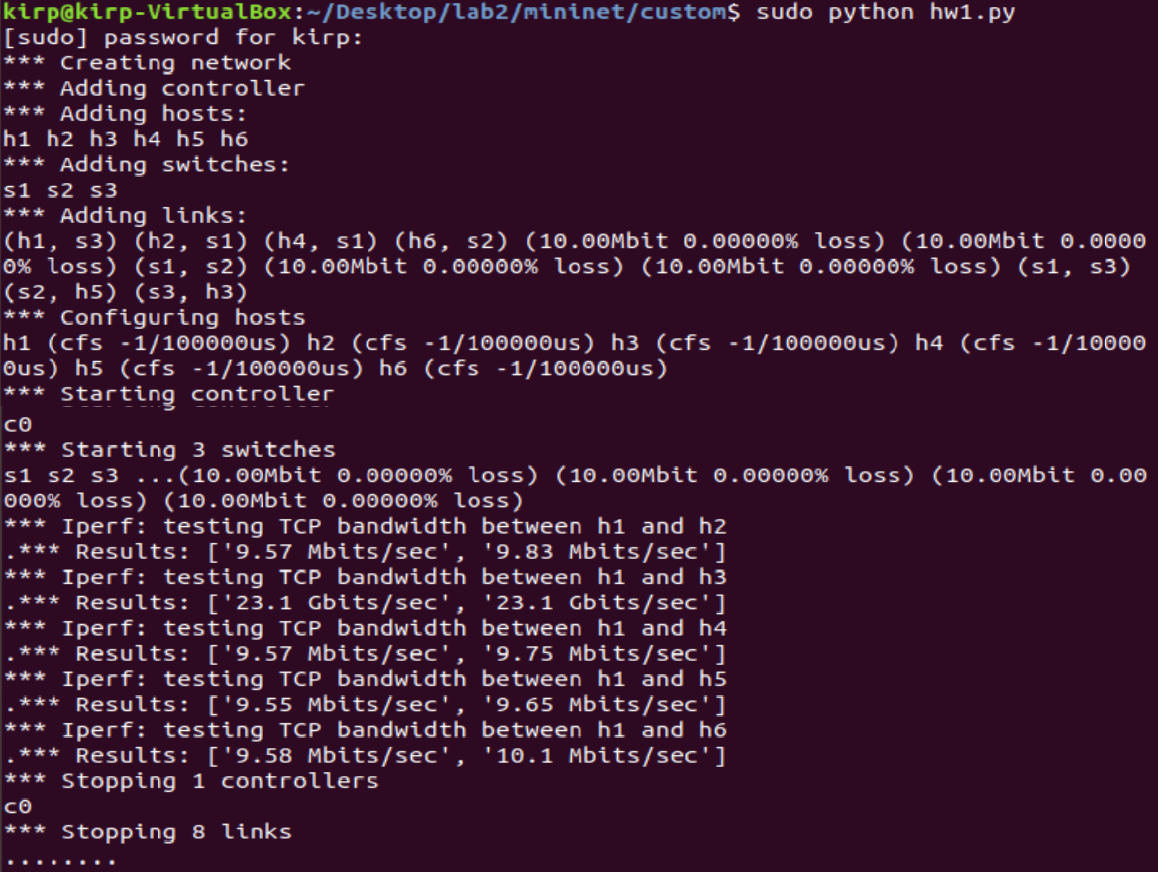 kirp@kirp-VirtualBox:~/Desktop/lab2/mininet/custom$ sudo python hw1.py
[sudo] password for kirp:
*** Creating network
*** Adding controller
*** Adding hosts:
h1 h2 h3 h4 h5 h6
*** Adding switches:
s1 s2 s3
*** Adding links:
(h1, s3) (h2, s1) (h4, s1) (h6, s2) (10.00Mbit 0.00000% loss) (10.00Mbit 0.0000
0% loss) (s1, s2) (10.00Mbit 0.00000% loss) (10.00Mbit 0.00000% loss) (s1, s3)
(s2, h5) (s3, h3)
*** Configuring hosts
h1 (cfs -1/100000us) h2 (cfs -1/100000us) h3 (cfs -1/100000us) h4 (cfs -1/10000
0us) h5 (cfs -1/100000us) h6 (cfs -1/100000us)
*** Starting controller
c0
*** Starting 3 switches
s1 s2 s3 ...(10.00Mbit 0.00000% loss) (10.00Mbit 0.00000% loss) (10.00Mbit 0.00
000% loss) (10.00Mbit 0.00000% loss)
*** Iperf: testing TCP bandwidth between h1 and h2
.*** Results: ['9.57 Mbits/sec', '9.83 Mbits/sec']
*** Iperf: testing TCP bandwidth between h1 and h3
.*** Results: ['23.1 Gbits/sec', '23.1 Gbits/sec']
*** Iperf: testing TCP bandwidth between h1 and h4
.*** Results: ['9.57 Mbits/sec', '9.75 Mbits/sec']
*** Iperf: testing TCP bandwidth between h1 and h5
.*** Results: ['9.55 Mbits/sec', '9.65 Mbits/sec']
*** Iperf: testing TCP bandwidth between h1 and h6
.*** Results: ['9.58 Mbits/sec', '10.1 Mbits/sec']
*** Stopping 1 controllers
c0
*** Stopping 8 links
........